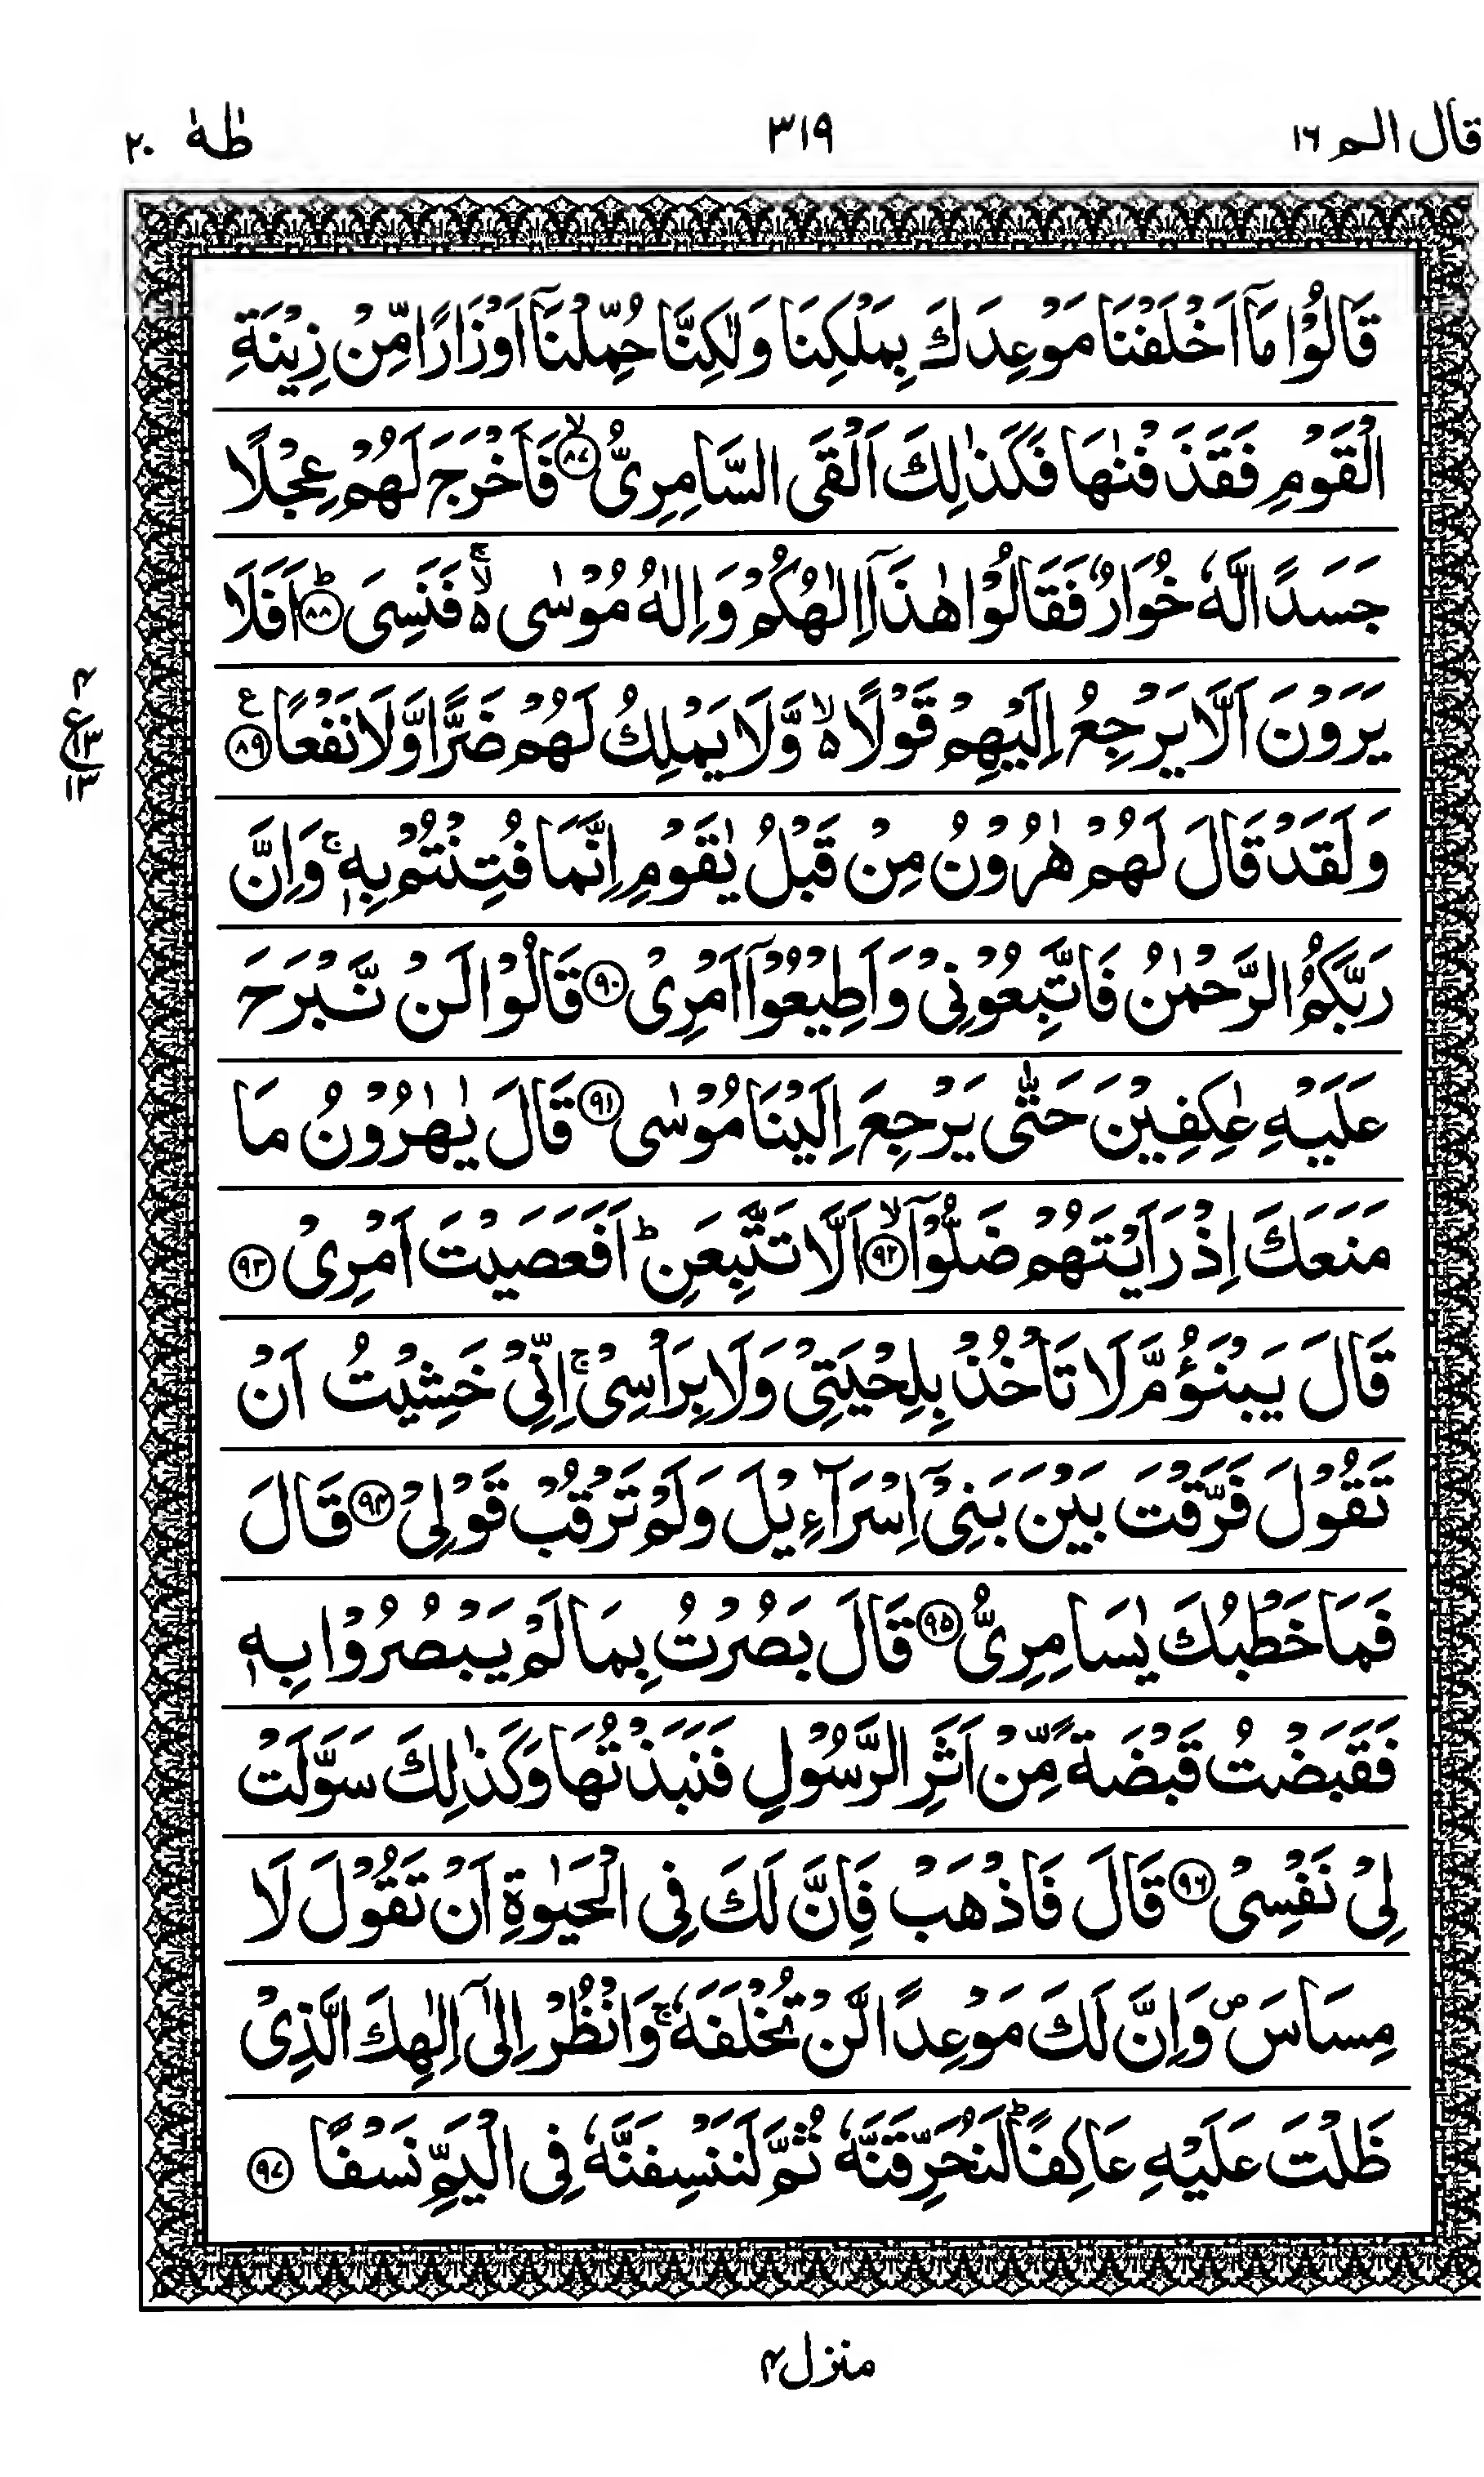 قال الم ١٦
٣١٩
طٰهٰ ٢٠
قَالُوْا مَاۤ اَخْلَفْنَا مَوْعِدَكَ بِمَلْكِنَا وَلٰكِنَّا حُمِّلْنَاۤ اَوْزَارًا مِّنْ زِيْنَةِ
الْقَوْمِ فَقَذَفْنٰهَا فَكَذٰلِكَ اَلْقَى السَّامِرِيُّ ۙ‏﴿٨٧﴾ فَاَخْرَجَ لَهُمْ عِجْلًا
جَسَدًا لَّهٗ خُوَارٌ فَقَالُوْا هٰذَاۤ اِلٰهُكُمْ وَاِلٰهُ مُوْسٰى ەۚ فَنَسِىَ ؕ﴿٨٨﴾ اَفَلَا
يَرَوْنَ اَلَّا يَرْجِعُ اِلَيْهِمْ قَوْلًا ەۙ وَّلَا يَمْلِكُ لَهُمْ ضَرًّا وَّلَا نَفْعًا ﴿٨٩﴾ ع
٤ ع ١٣ ١٣
وَلَقَدْ قَالَ لَهُمْ هٰرُوْنُ مِنْ قَبْلُ يٰقَوْمِ اِنَّمَا فُتِنْتُمْ بِهٖ ۚ وَاِنَّ
رَبَّكُمُ الرَّحْمٰنُ فَاتَّبِعُوْنِىْ وَاَطِيْعُوْۤا اَمْرِىْ ﴿٩٠﴾ قَالُوْا لَنْ نَّبْرَحَ
عَلَيْهِ عٰكِفِيْنَ حَتّٰى يَرْجِعَ اِلَيْنَا مُوْسٰى ﴿٩١﴾ قَالَ يٰهٰرُوْنُ مَا
مَنَعَكَ اِذْ رَاَيْتَهُمْ ضَلُّوْۤا ۙ﴿٩٢﴾ اَلَّا تَتَّبِعَنِ ؕ اَفَعَصَيْتَ اَمْرِىْ ﴿٩٣﴾
قَالَ يَبْنَؤُمَّ لَا تَاْخُذْ بِلِحْيَتِىْ وَلَا بِرَاْسِىْ ۚ اِنِّىْ خَشِيْتُ اَنْ
تَقُوْلَ فَرَّقْتَ بَيْنَ بَنِىْۤ اِسْرَآءِيْلَ وَلَمْ تَرْقُبْ قَوْلِىْ ﴿٩٤﴾ قَالَ
فَمَا خَطْبُكَ يٰسَامِرِىُّ ﴿٩٥﴾ قَالَ بَصُرْتُ بِمَا لَمْ يَبْصُرُوْا بِهٖ
فَقَبَضْتُ قَبْضَةً مِّنْ اَثَرِ الرَّسُوْلِ فَنَبَذْتُهَا وَكَذٰلِكَ سَوَّلَتْ
لِىْ نَفْسِىْ ﴿٩٦﴾ قَالَ فَاذْهَبْ فَاِنَّ لَكَ فِى الْحَيٰوةِ اَنْ تَقُوْلَ لَا
مِسَاسَ ۪ وَاِنَّ لَكَ مَوْعِدًا لَّنْ تُخْلَفَهٗ ۚ وَانْظُرْ اِلٰٓى اِلٰهِكَ الَّذِىْ
ظَلْتَ عَلَيْهِ عَاكِفًا ؕ لَنُحَرِّقَنَّهٗ ثُمَّ لَنَنْسِفَنَّهٗ فِى الْيَمِّ نَسْفًا ﴿٩٧﴾
منزل ٤